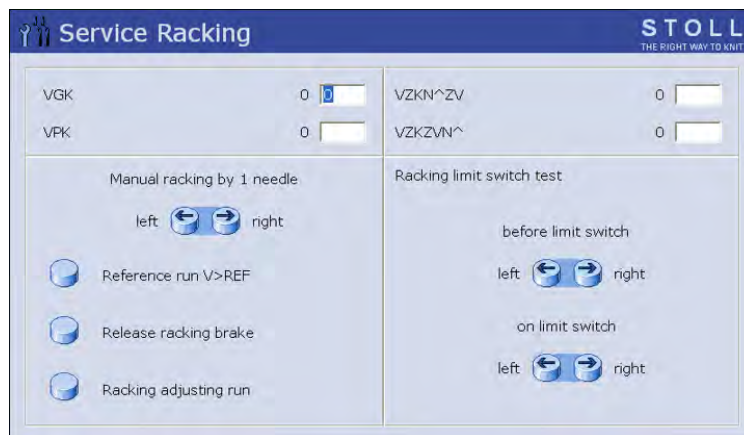 Service Racking
STOLL
THE RIGHT WAY TO KNIT
VGK 0 0
VPK 0
VZKN^ZV 0
VZKZVN^ 0
Manual racking by 1 needle
left right
Reference run V>REF
Release racking brake
Racking adjusting run
Racking limit switch test
before limit switch
left right
on limit switch
left right